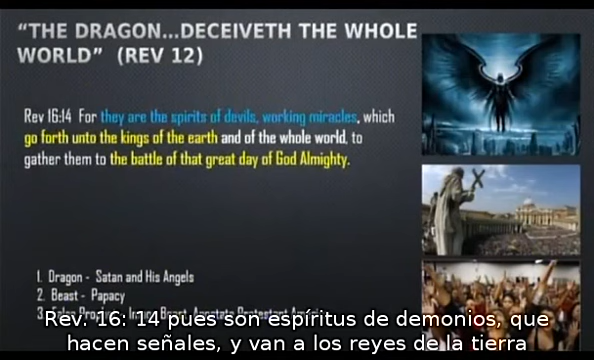 “THE DRAGON...DECEIVETH THE WHOLE
WORLD” (REV 12)
Rev 16:14 For they are the spirits of devils, working miracles, which
go forth unto the kings of the earth and of the whole world, to
gather them to the battle of that great day of God Almighty.
1. Dragon - Satan and His Angels
2. Beast - Papacy
3.
Rev. 16: 14 pues son espíritus de demonios, que
hacen señales, y van a los reyes de la tierra